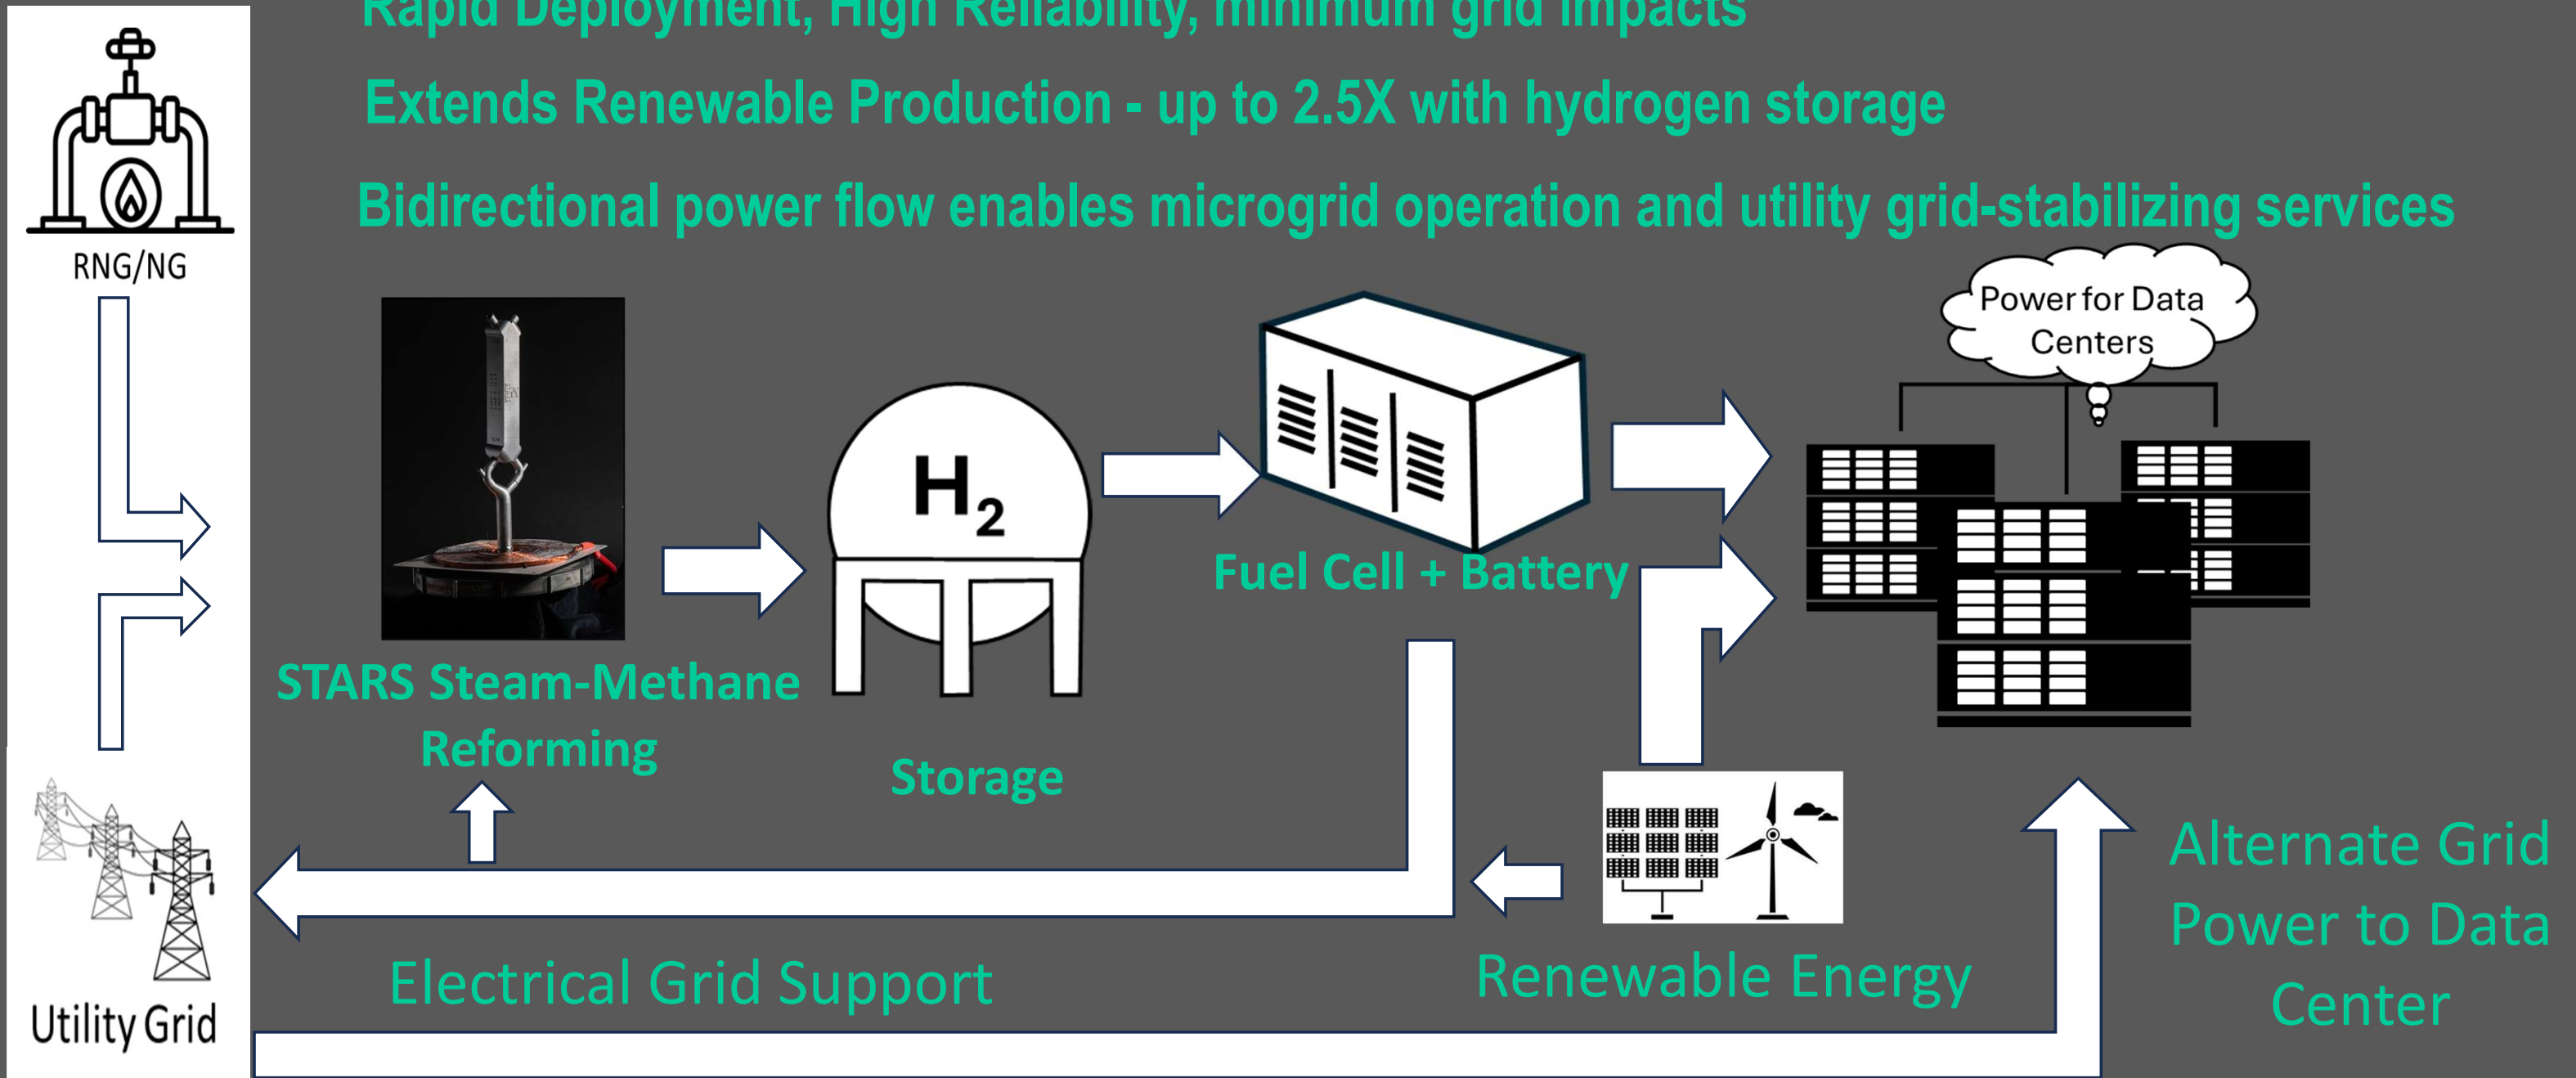 Rapid Deployment, High Reliability, minimum grid impacts
Extends Renewable Production - up to 2.5X with hydrogen storage
Bidirectional power flow enables microgrid operation and utility grid-stabilizing services
RNG/NG
Power for Data
Centers
H₂
Fuel Cell + Battery
STARS Steam-Methane
Reforming
Storage
Alternate Grid
Power to Data
Center
Electrical Grid Support
Renewable Energy
Utility Grid